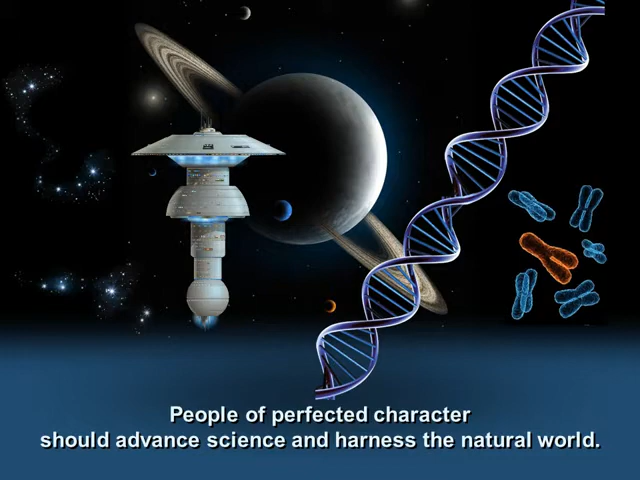 People of perfected character
should advance science and harness the natural world.